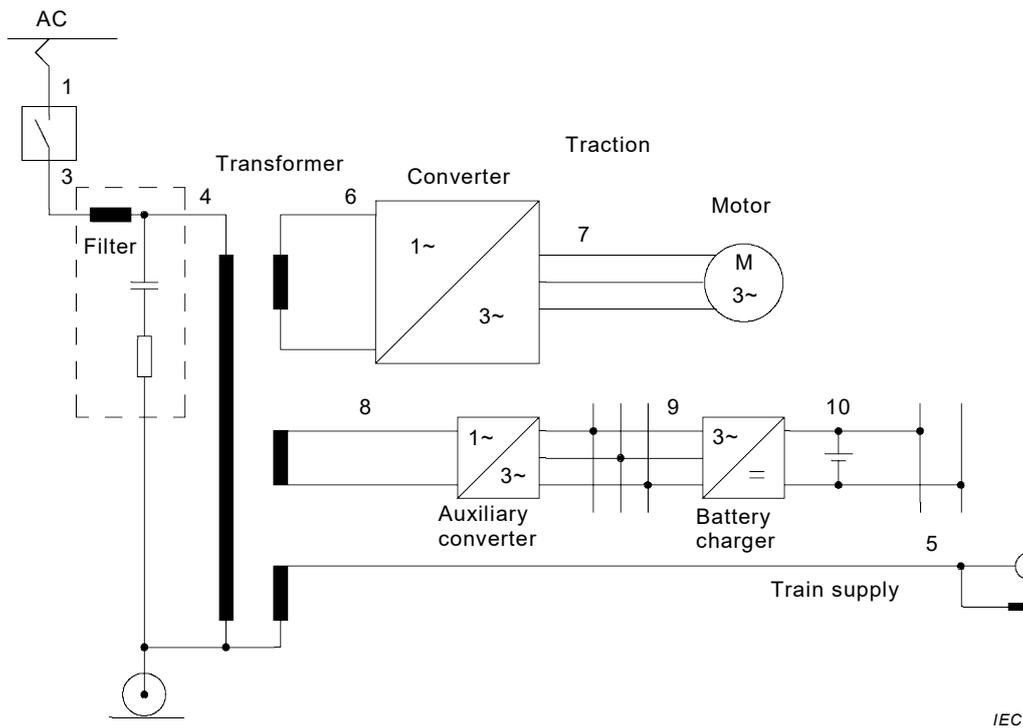 AC
1
Traction
Transformer
Converter
3
4
6
Motor
Filter
1~
7
M
3~
3~
8
9
10
1~
3~
3~
=
Auxiliary
converter
Battery
charger
5
Train supply
IEC